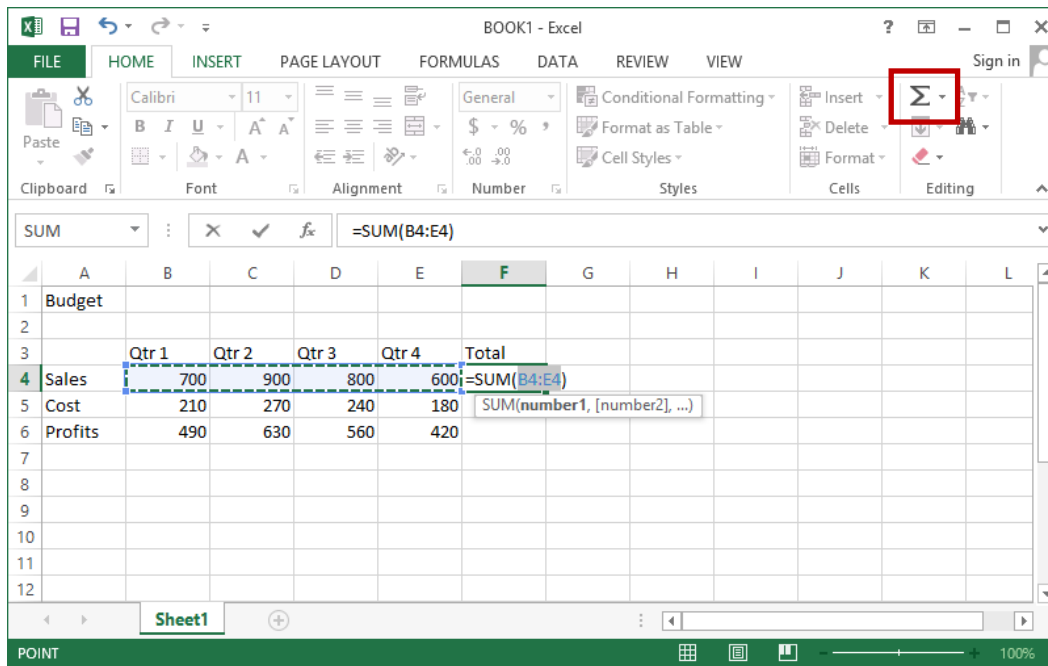 BOOK1 - Excel ?
FILE HOME INSERT PAGE LAYOUT FORMULAS DATA REVIEW VIEW Sign in
Paste Calibri 11 General Conditional Formatting Insert Σ
B I U A A $ % , Format as Table Delete
A .00 .0 Cell Styles Format
Clipboard Font Alignment Number Styles Cells Editing
SUM fx =SUM(B4:E4)
A B C D E F G H I J K L
1 Budget
2
3 Qtr 1 Qtr 2 Qtr 3 Qtr 4 Total
4 Sales 700 900 800 600 =SUM(B4:E4)
5 Cost 210 270 240 180 SUM(number1, [number2], ...)
6 Profits 490 630 560 420
7
8
9
10
11
12
Sheet1
POINT 100%